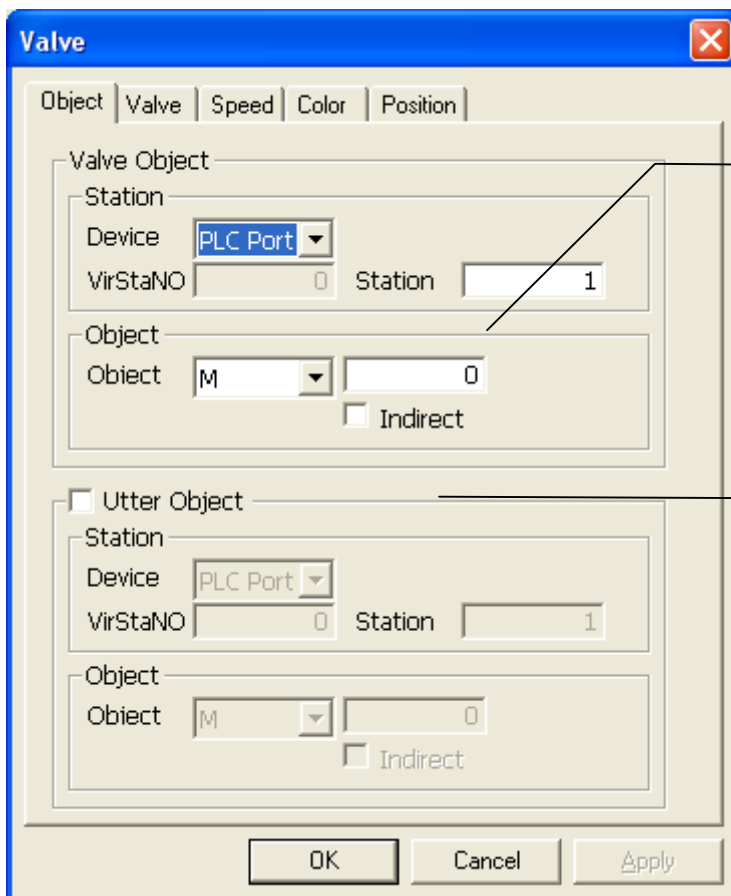 Valve
Object Valve Speed Color Position
Valve Object
Station
Device PLC Port
VirStaNO 0 Station 1
Object
Obiect M 0
Indirect
Utter Object
Station
Device PLC Port
VirStaNO 0 Station 1
Object
Obiect M 0
Indirect
OK Cancel Apply